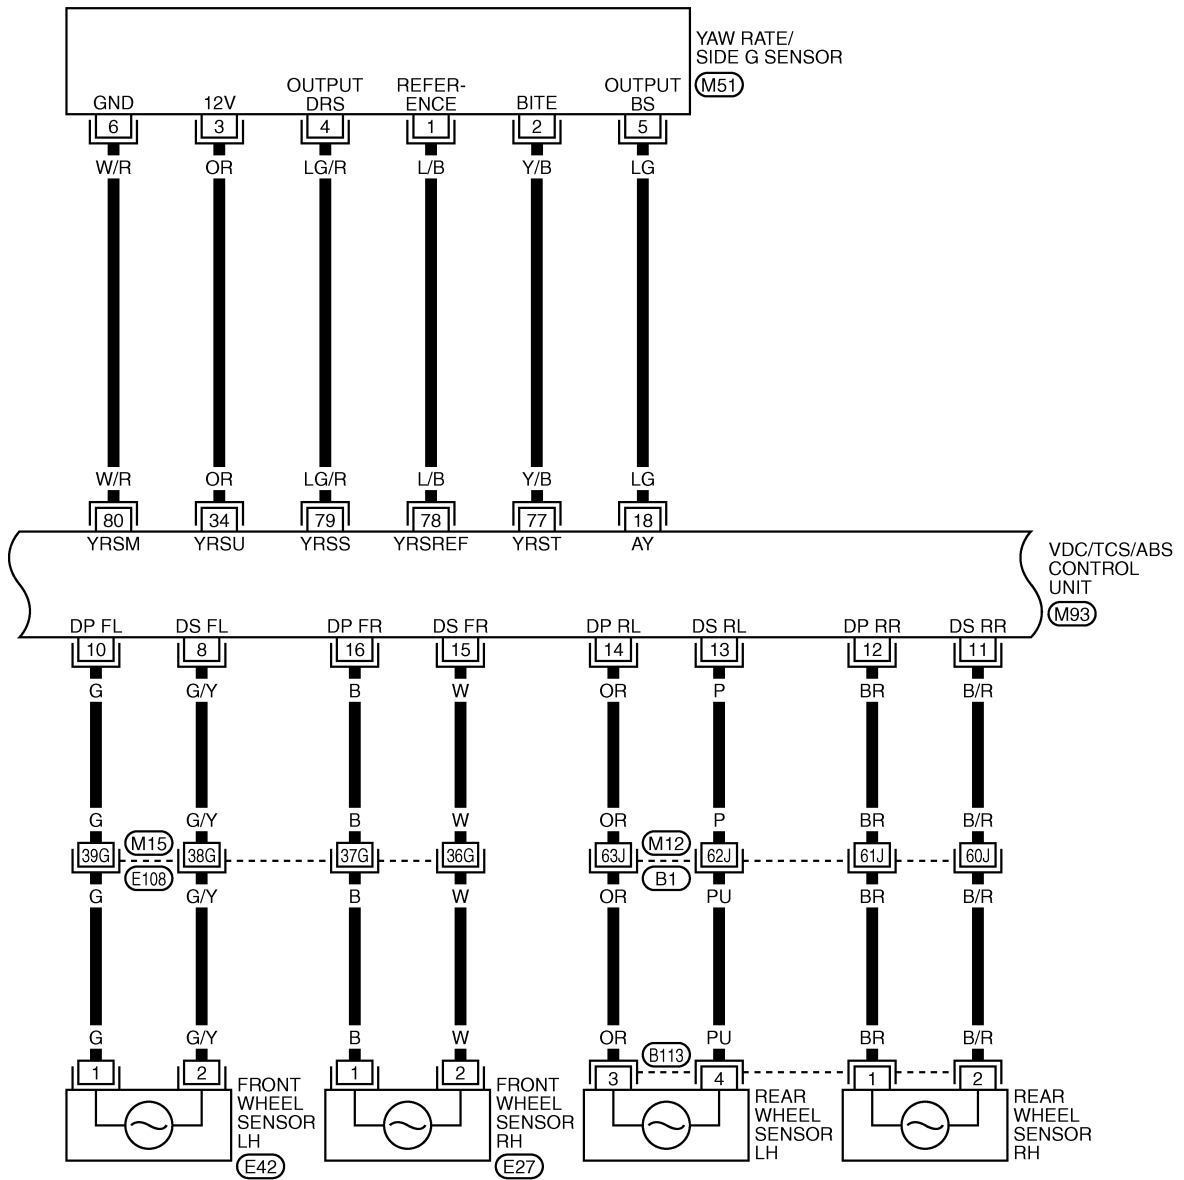 YAW RATE/
SIDE G SENSOR
M51
GND 12V OUTPUT DRS REFER-ENCE BITE OUTPUT BS
6 3 4 1 2 5
W/R OR LG/R L/B Y/B LG
W/R OR LG/R L/B Y/B LG
80 34 79 78 77 18
YRSM YRSU YRSS YRSREF YRST AY
VDC/TCS/ABS
CONTROL
UNIT
M93
DP FL DS FL DP FR DS FR DP RL DS RL DP RR DS RR
10 8 16 15 14 13 12 11
G G/Y B W OR P BR B/R
G G/Y B W OR P BR B/R
M15 M12
39G 38G 37G 36G 63J 62J 61J 60J
E108 B1
G G/Y B W OR PU BR B/R
G G/Y B W OR PU BR B/R
B113
1 2 1 2 3 4 1 2
FRONT
WHEEL
SENSOR
LH
E42
FRONT
WHEEL
SENSOR
RH
E27
REAR
WHEEL
SENSOR
LH
REAR
WHEEL
SENSOR
RH